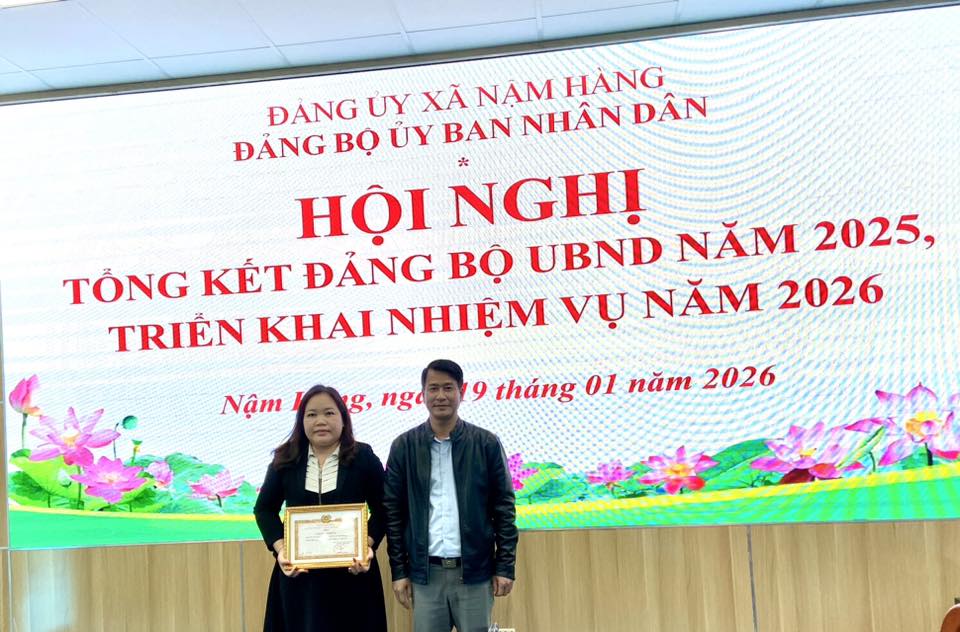 ĐẢNG ỦY XÃ NẬM HÀNG
ĐẢNG BỘ ỦY BAN NHÂN DÂN
*
HỘI NGHỊ
TỔNG KẾT ĐẢNG BỘ UBND NĂM 2025,
TRIỂN KHAI NHIỆM VỤ NĂM 2026
Nậm 19 tháng 01 năm 2026